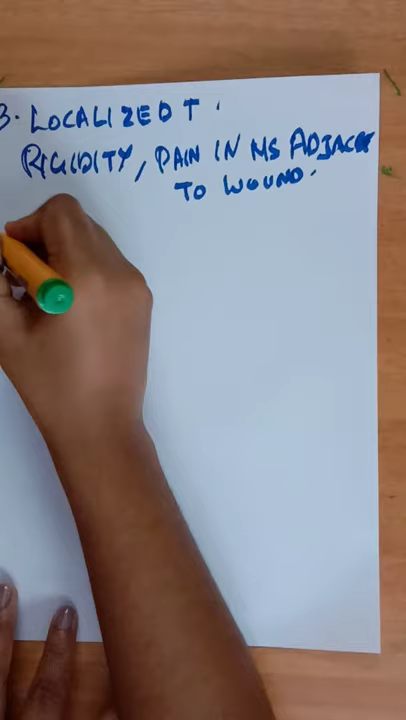 3. LOCALIZED T.
RIGIDITY, PAIN IN MS ADJACENT
TO WOUND.